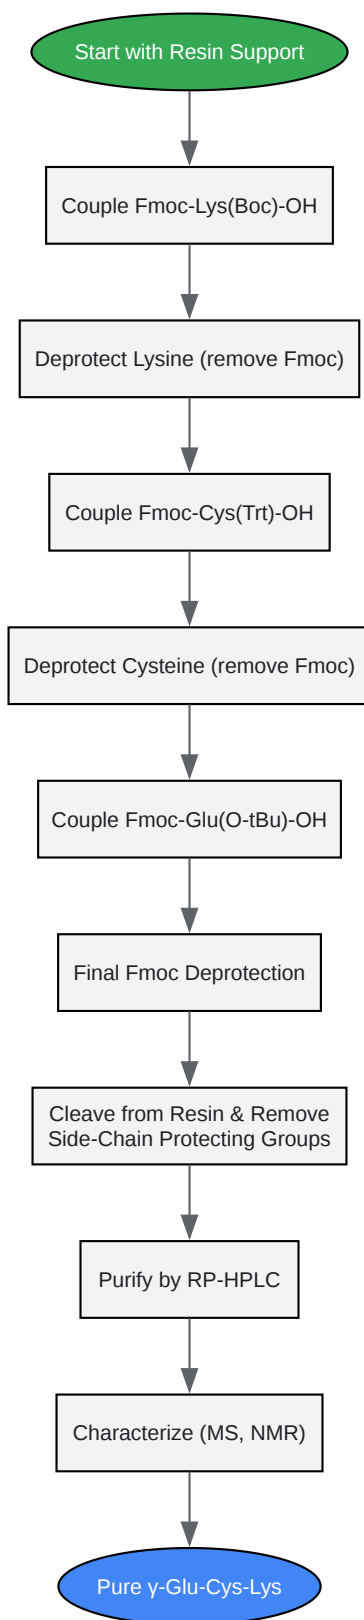 Start with Resin Support
Couple Fmoc-Lys(Boc)-OH
Deprotect Lysine (remove Fmoc)
Couple Fmoc-Cys(Trt)-OH
Deprotect Cysteine (remove Fmoc)
Couple Fmoc-Glu(O-tBu)-OH
Final Fmoc Deprotection
Cleave from Resin & Remove
Side-Chain Protecting Groups
Purify by RP-HPLC
Characterize (MS, NMR)
Pure γ-Glu-Cys-Lys